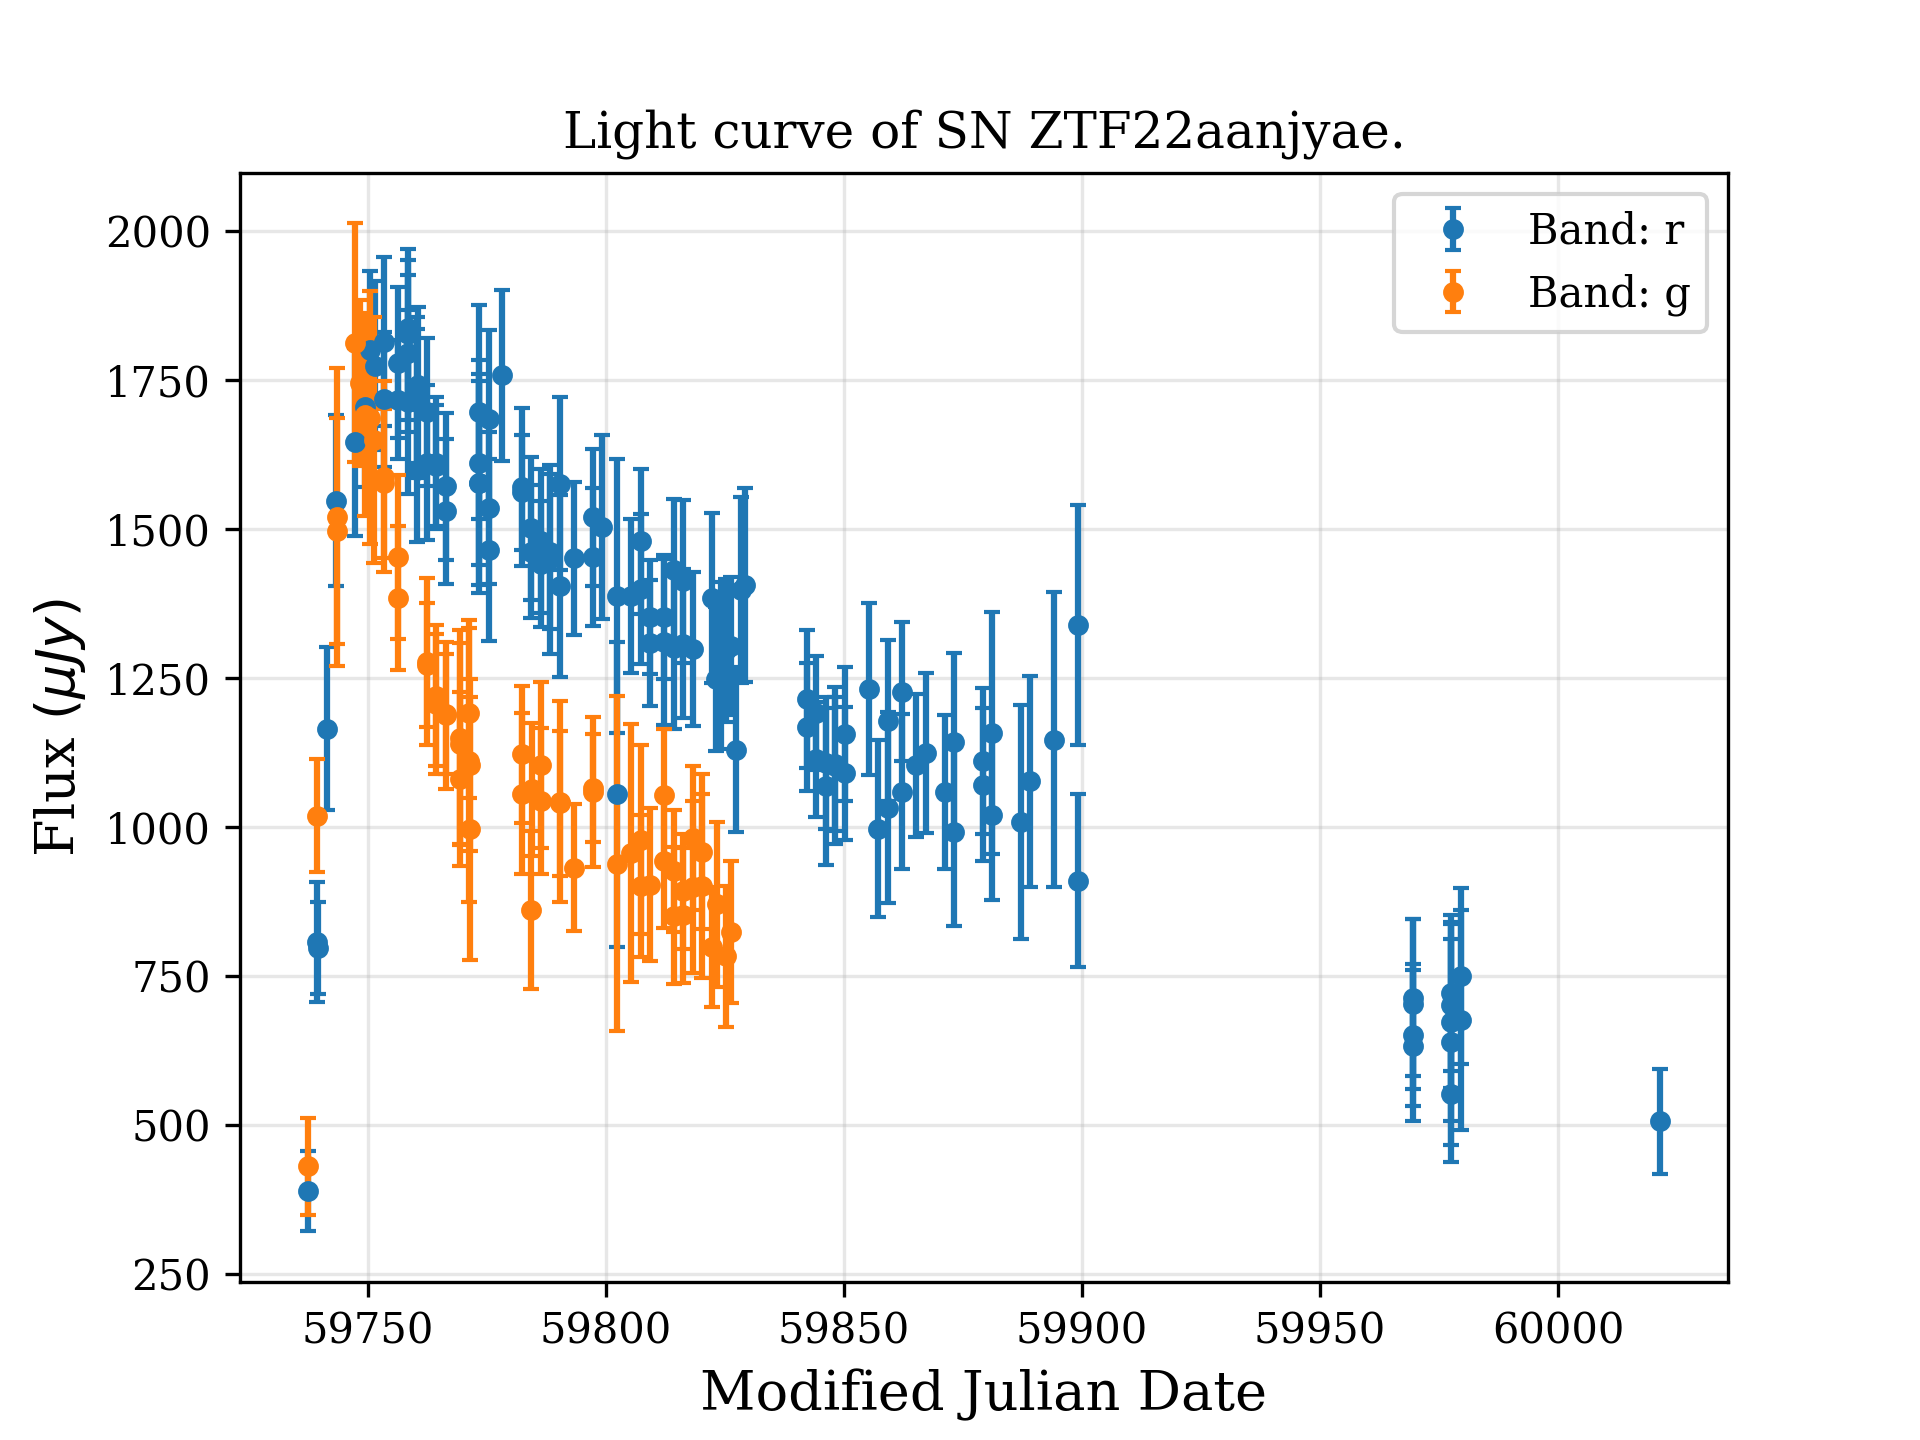 Light curve of SN ZTF22aanjyae.
Band: r
Band: g
Flux (μJy)
2000
1750
1500
1250
1000
750
500
250
59750 59800 59850 59900 59950 60000
Modified Julian Date